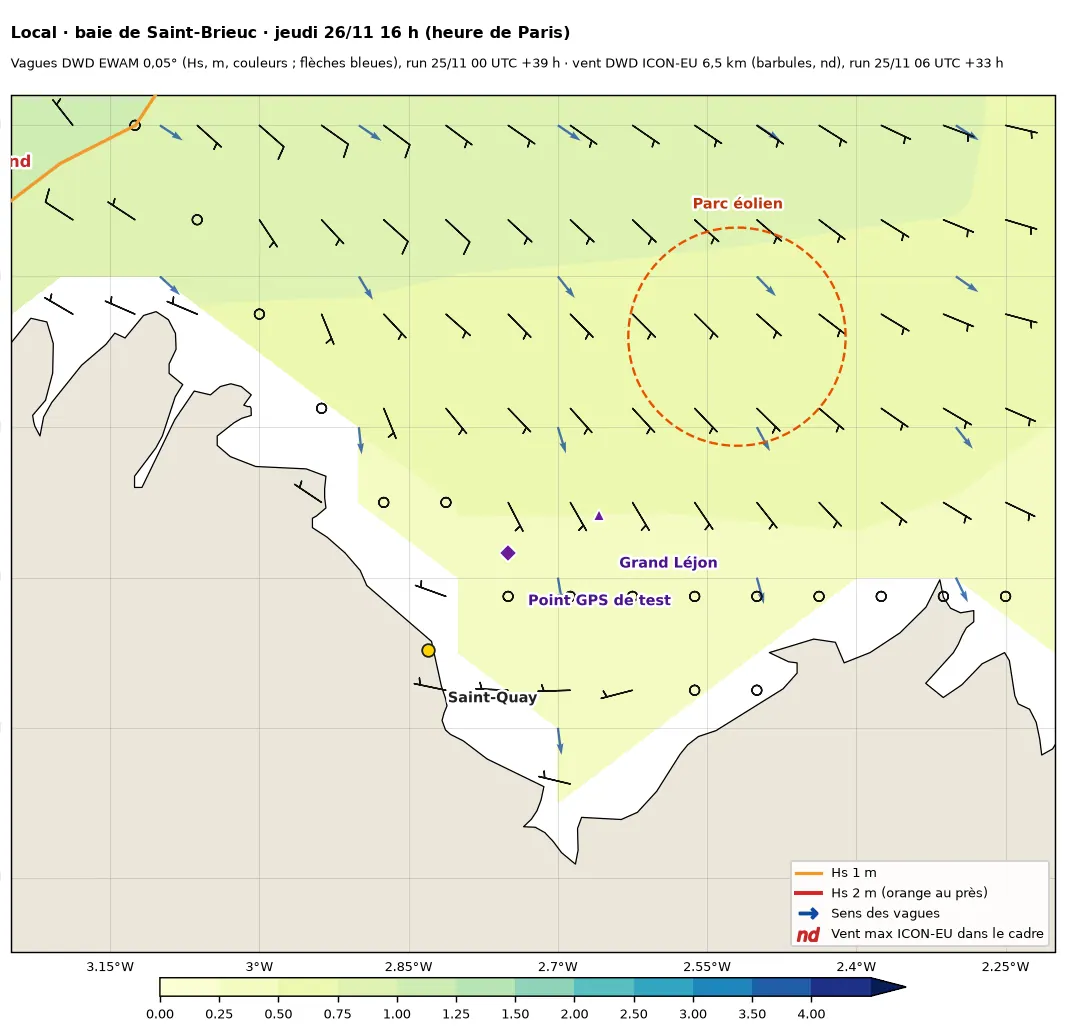 Local · baie de Saint-Brieuc · jeudi 26/11 16 h (heure de Paris)
Vagues DWD EWAM 0,05° (Hs, m, couleurs ; flèches bleues), run 25/11 00 UTC +39 h · vent DWD ICON-EU 6,5 km (barbules, nd), run 25/11 06 UTC +33 h
nd
Parc éolien
Grand Léjon
Point GPS de test
Saint-Quay
Hs 1 m
Hs 2 m (orange au près)
Sens des vagues
nd Vent max ICON-EU dans le cadre
3.15°W 3°W 2.85°W 2.7°W 2.55°W 2.4°W 2.25°W
0.00 0.25 0.50 0.75 1.00 1.25 1.50 2.00 2.50 3.00 3.50 4.00